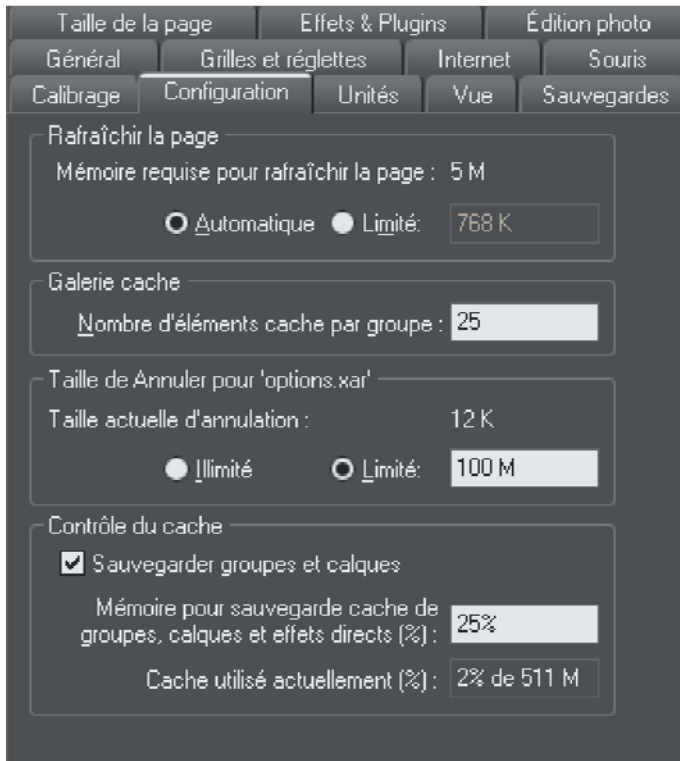 Taille de la page Effets & Plugins Édition photo
Général Grilles et réglettes Internet Souris
Calibrage Configuration Unités Vue Sauvegardes
Rafraîchir la page
Mémoire requise pour rafraîchir la page : 5 M
Automatique Limité: 768 K
Galerie cache
Nombre d'éléments cache par groupe : 25
Taille de Annuler pour 'options.xar'
Taille actuelle d'annulation : 12 K
Illimité Limité: 100 M
Contrôle du cache
Sauvegarder groupes et calques
Mémoire pour sauvegarde cache de
groupes, calques et effets directs (%) : 25%
Cache utilisé actuellement (%) : 2% de 511 M